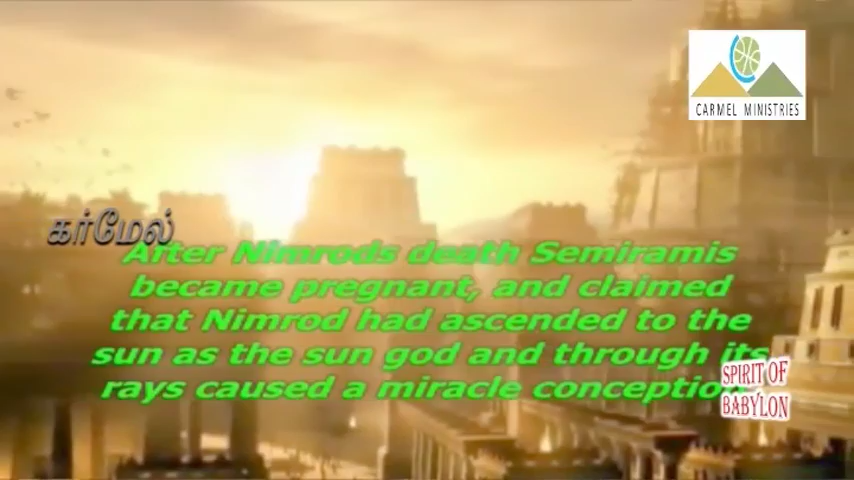 CARMEL MINISTRIES
கர்மேல்
After Nimrods death Semiramis
became pregnant, and claimed
that Nimrod had ascended to the
sun as the sun god and through its
rays caused a miracle conception
SPIRIT OF
BABYLON